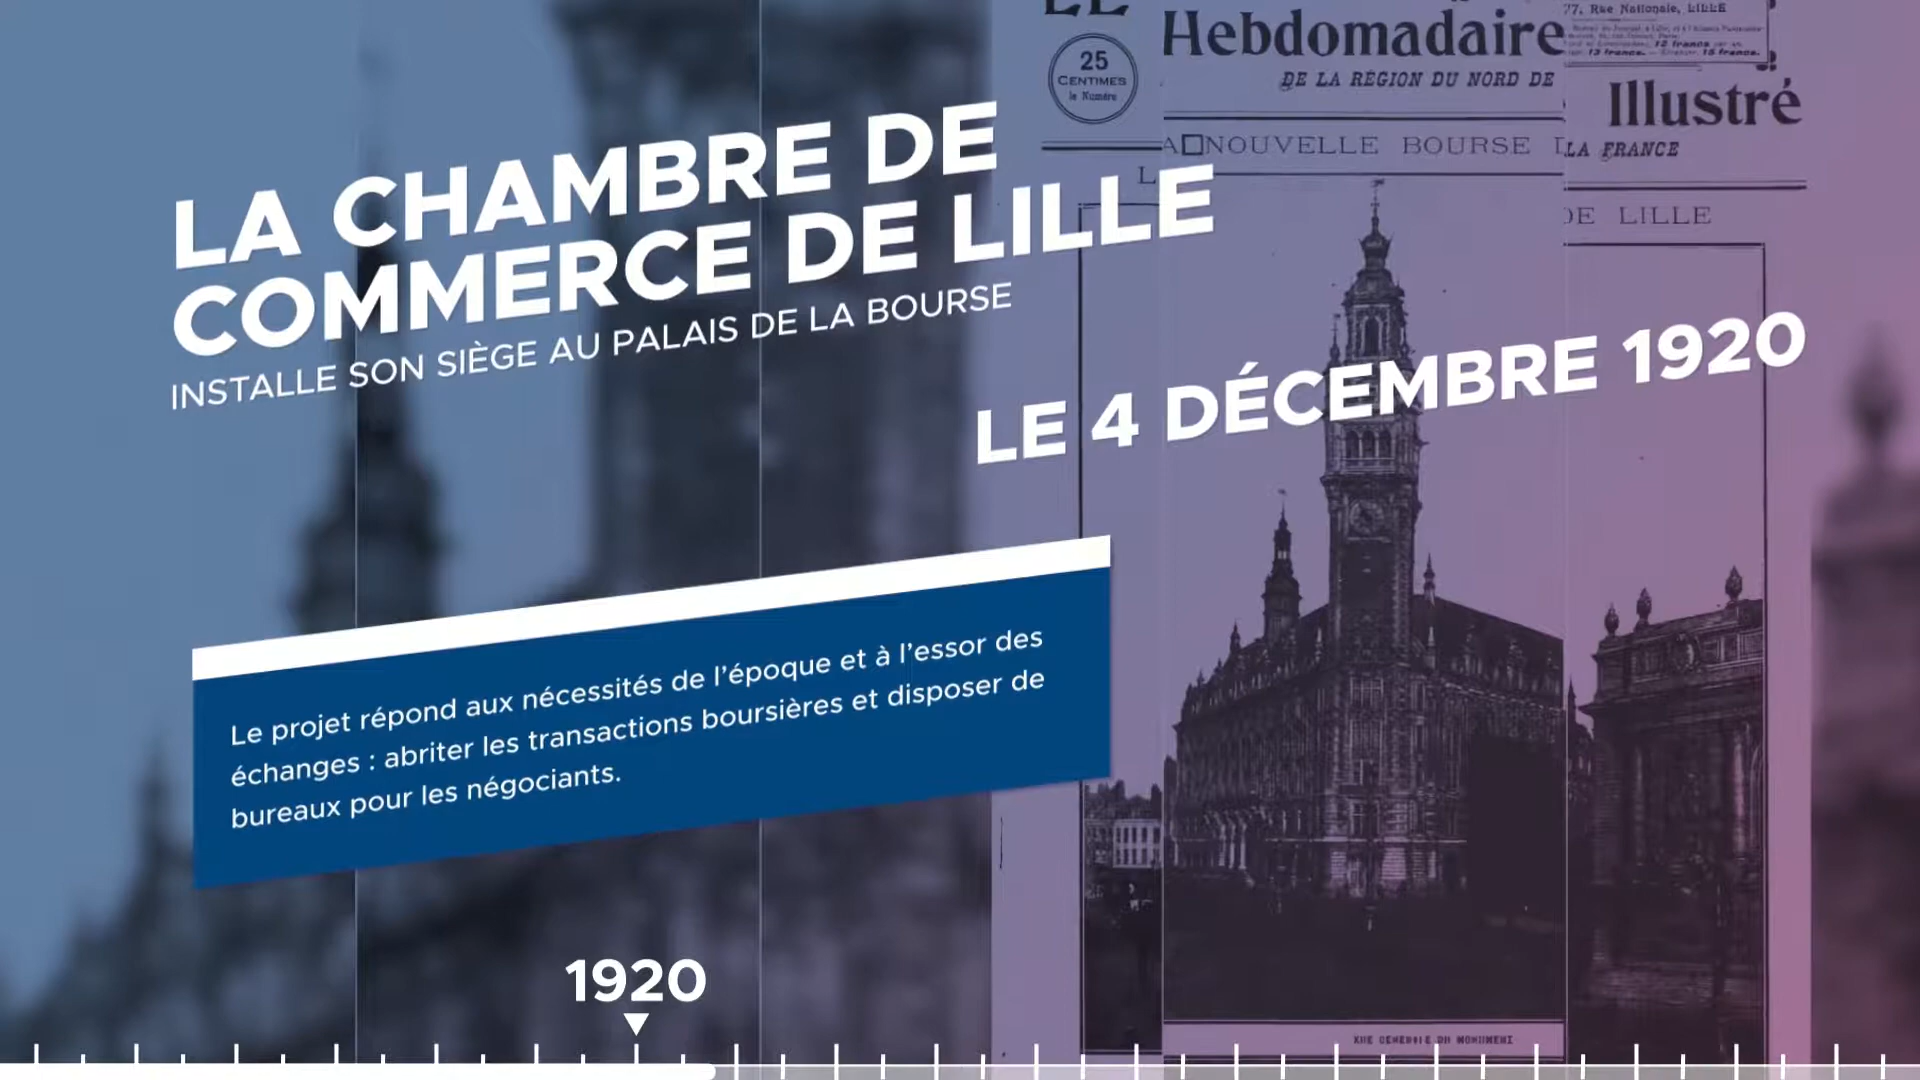 25
CENTIMES
le Numéro
Hebdomadaire
DE LA RÉGION DU NORD DE
77, Rue Nationale, LILLE
Illustré
LA FRANCE
NOUVELLE BOURSE
DE LILLE
LA CHAMBRE DE
COMMERCE DE LILLE
INSTALLE SON SIÈGE AU PALAIS DE LA BOURSE
LE 4 DÉCEMBRE 1920
Le projet répond aux nécessités de l’époque et à l’essor des
échanges : abriter les transactions boursières et disposer de
bureaux pour les négociants.
1920